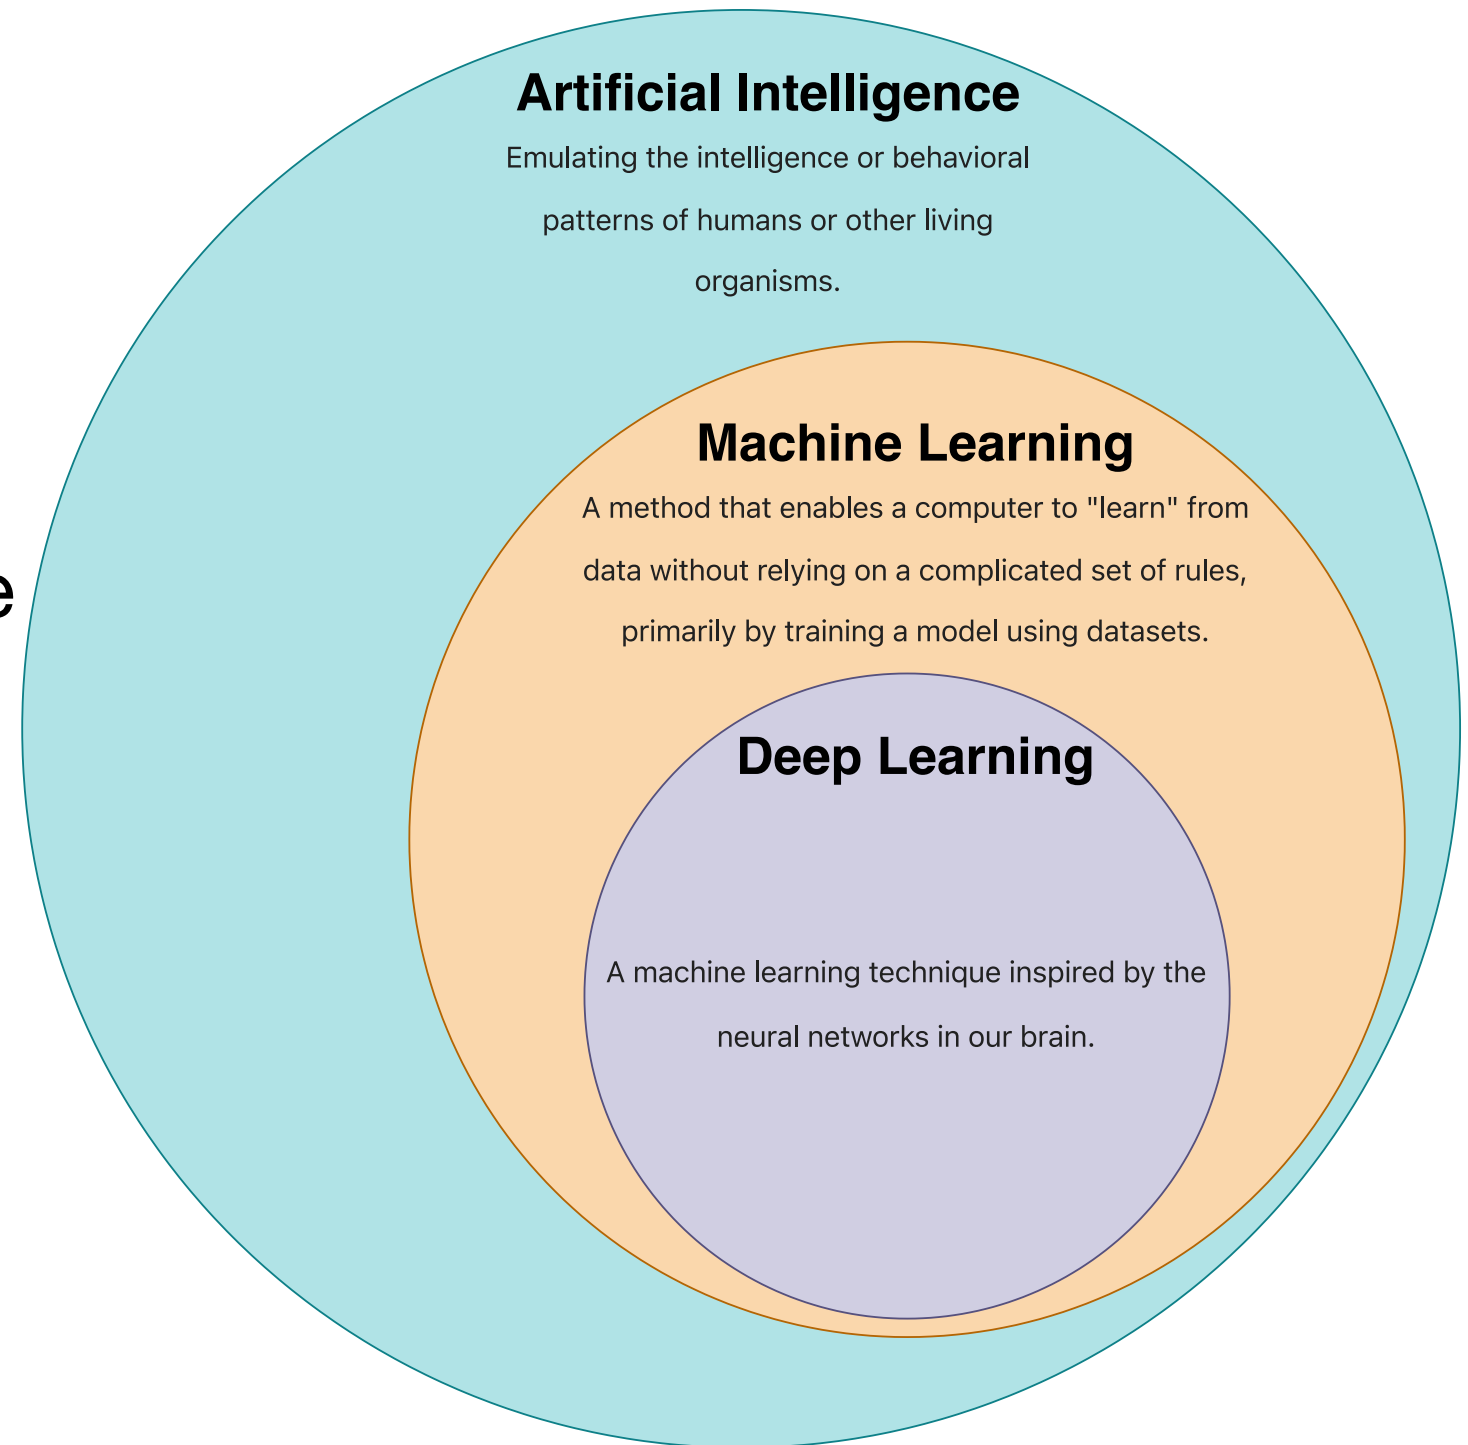 Artificial Intelligence
Emulating the intelligence or behavioral
patterns of humans or other living
organisms.
Machine Learning
A method that enables a computer to "learn" from
data without relying on a complicated set of rules,
primarily by training a model using datasets.
Deep Learning
A machine learning technique inspired by the
neural networks in our brain.